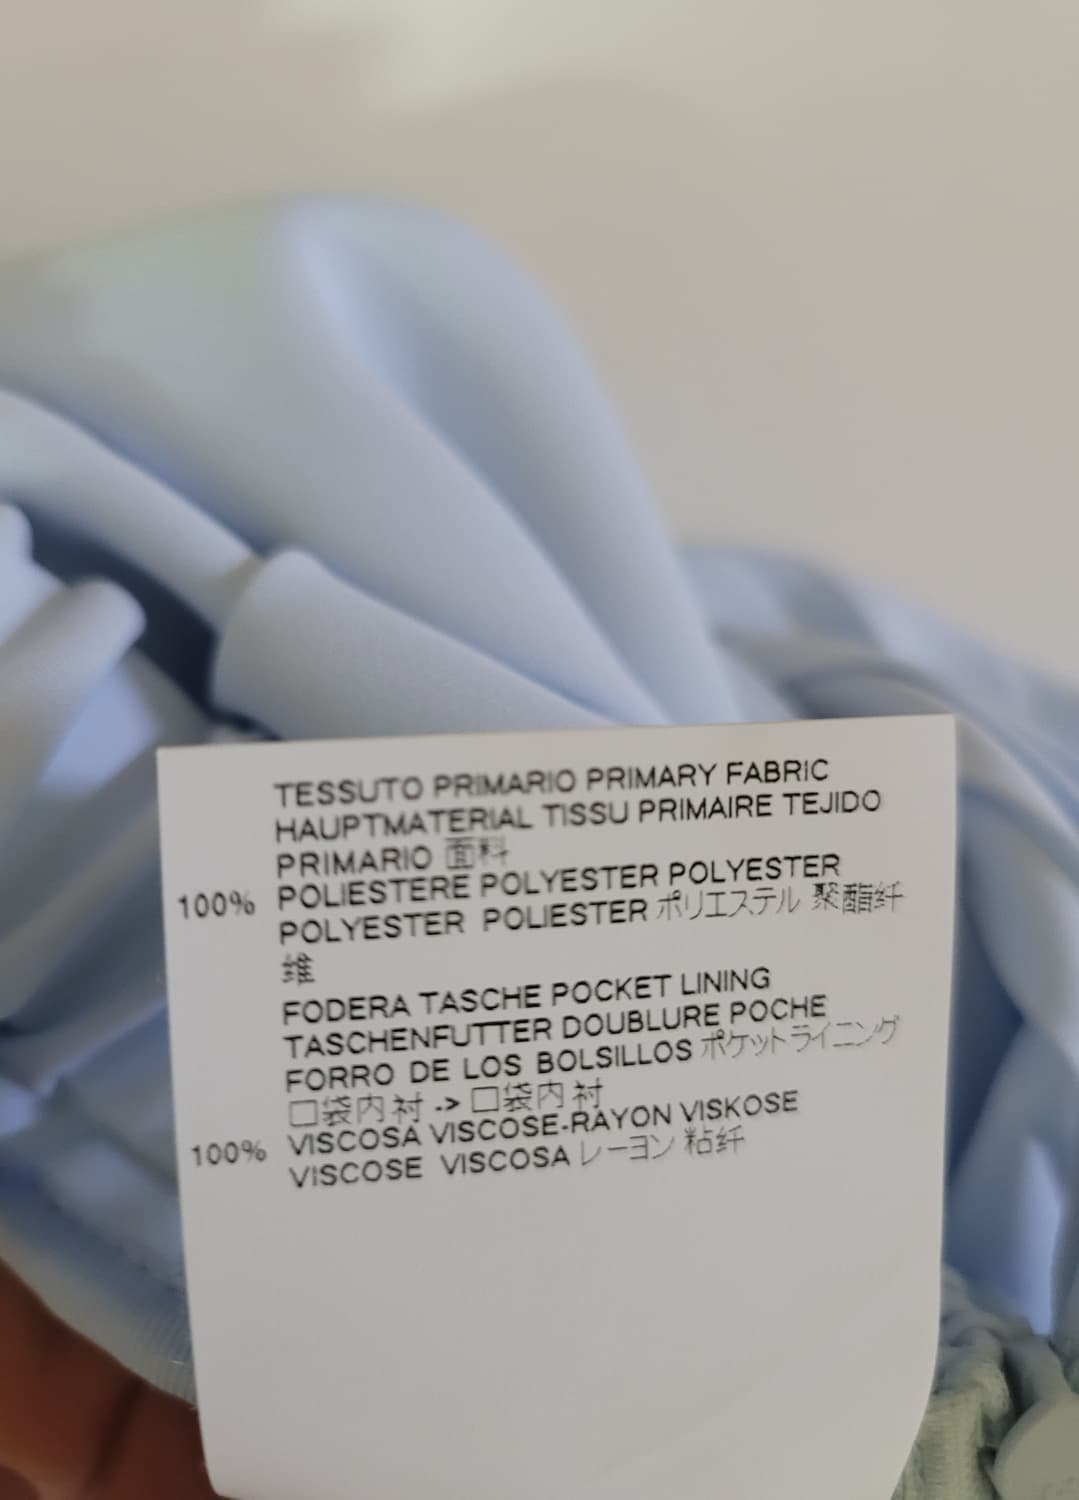 TESSUTO PRIMARIO PRIMARY FABRIC
HAUPTMATERIAL TISSU PRIMAIRE TEJIDO
PRIMARIO 面料
100% POLIESTERE POLYESTER POLYESTER
POLYESTER POLIESTER ポリエステル 聚酯纤
维
FODERA TASCHE POCKET LINING
TASCHENFUTTER DOUBLURE POCHE
FORRO DE LOS BOLSILLOS ポケットライニング
口袋内衬 -> 口袋内衬
100% VISCOSA VISCOSE-RAYON VISKOSE
VISCOSE VISCOSA レーヨン 粘纤